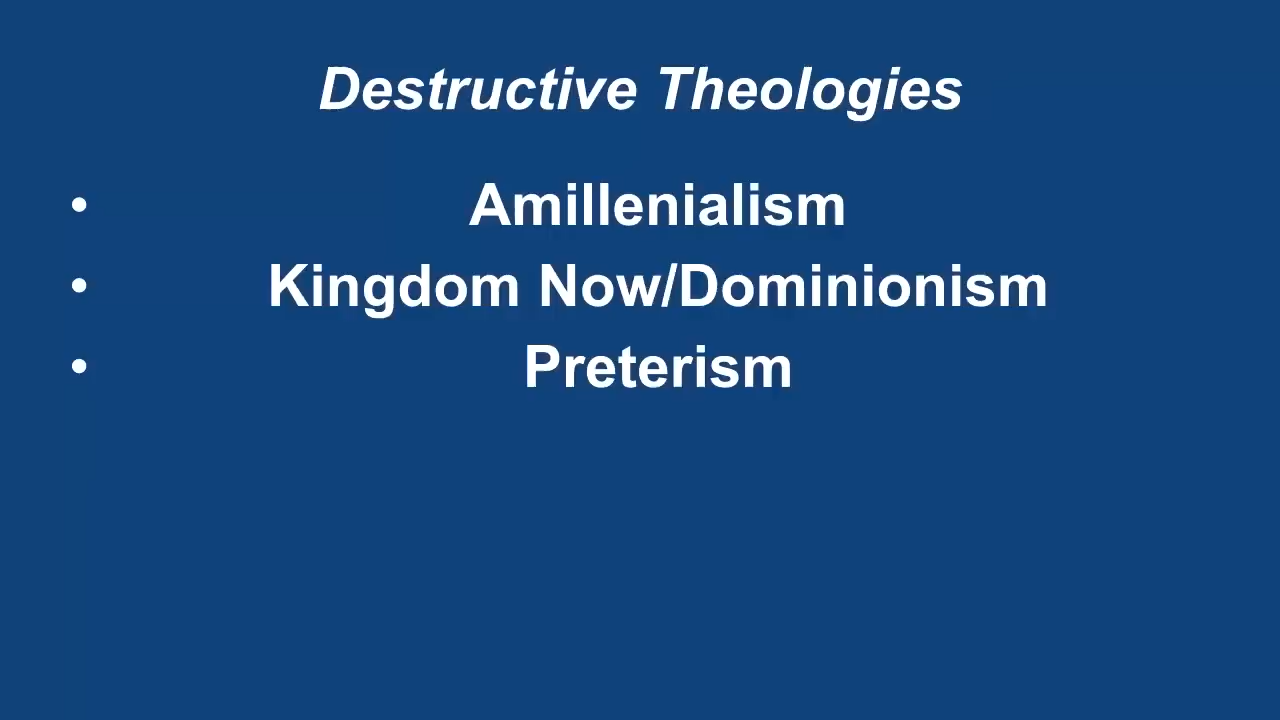 Destructive Theologies
• Amillenialism
• Kingdom Now/Dominionism
• Preterism